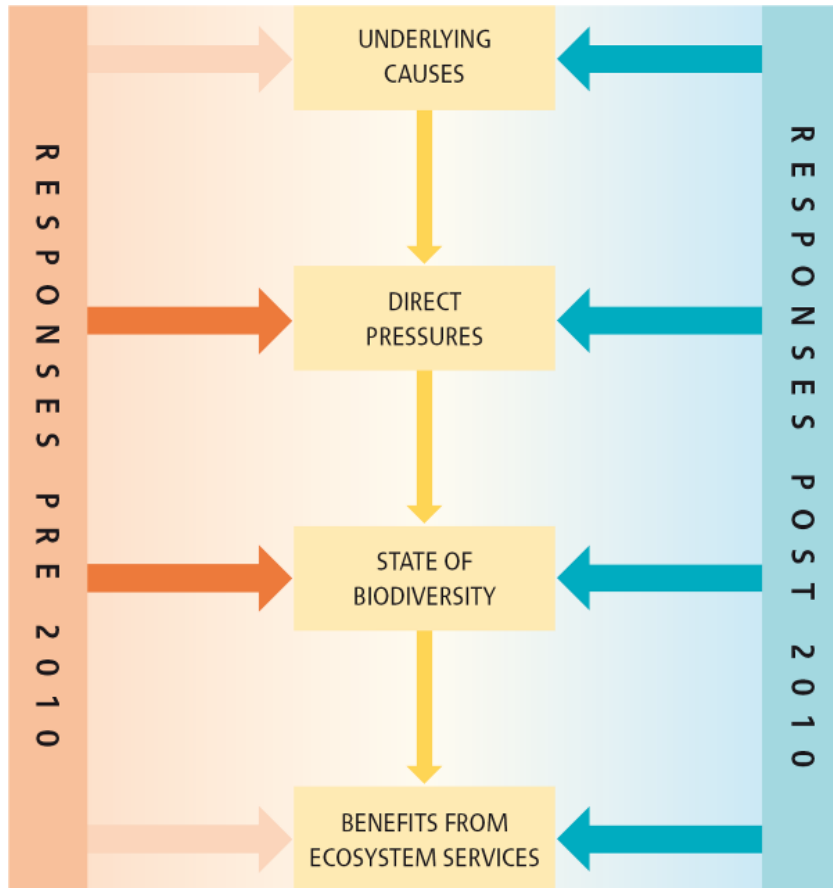 RESPONSES PRE 2010
UNDERLYING
CAUSES
DIRECT
PRESSURES
STATE OF
BIODIVERSITY
BENEFITS FROM
ECOSYSTEM SERVICES
RESPONSES POST 2010